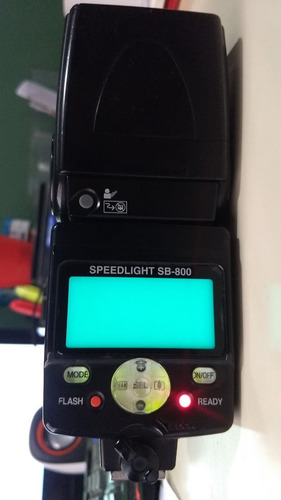 SPEEDLIGHT SB-800
MODE
ON/OFF
FLASH
READY